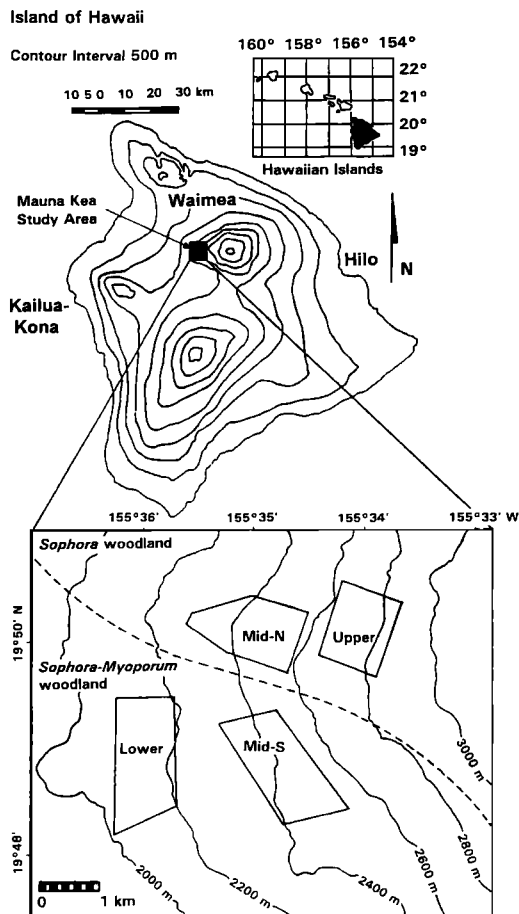 Island of Hawaii
Contour Interval 500 m
10 5 0 10 20 30 km
160° 158° 156° 154°
22°
21°
20°
19°
Hawaiian Islands
Mauna Kea
Study Area
Waimea
Hilo
N
Kailua-
Kona
155°36' 155°35' 155°34' 155°33' W
Sophora woodland
19°50' N
Mid-N
Upper
Sophora-Myoporum
woodland
Lower
Mid-S
3000 m
19°48'
2000 m
2200 m
2400 m
2600 m
2800 m
0 1 km